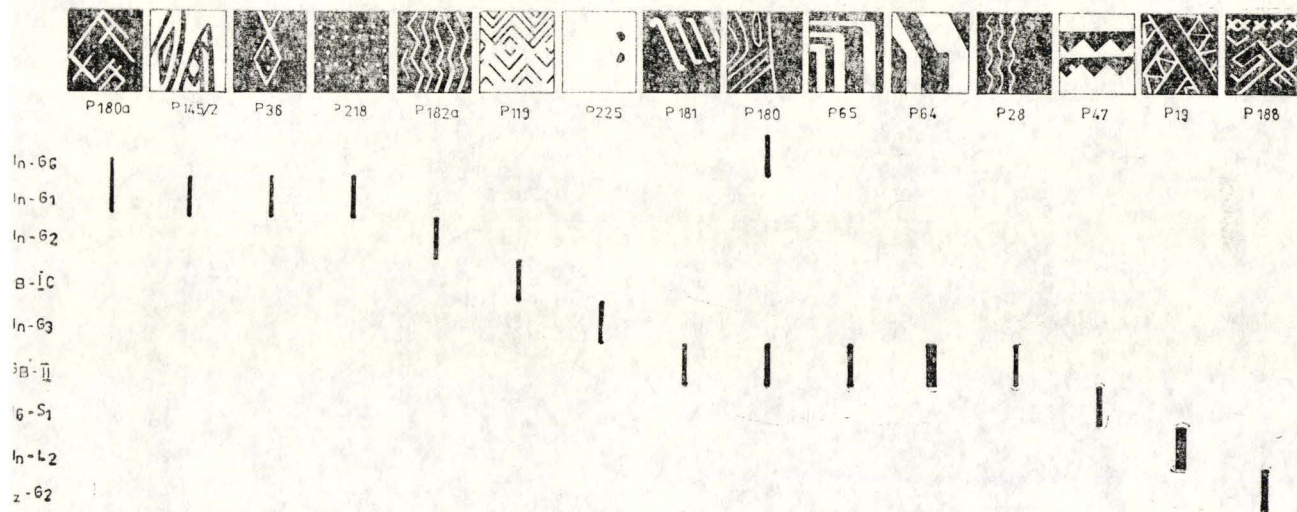 P180a P145/2 P36 P218 P182a P119 P225 P181 P180 P65 P64 P28 P47 P13 P188
In-G6
In-G1
In-G2
B-IC
In-G3
B-II
G-S1
In-L2
z-G2